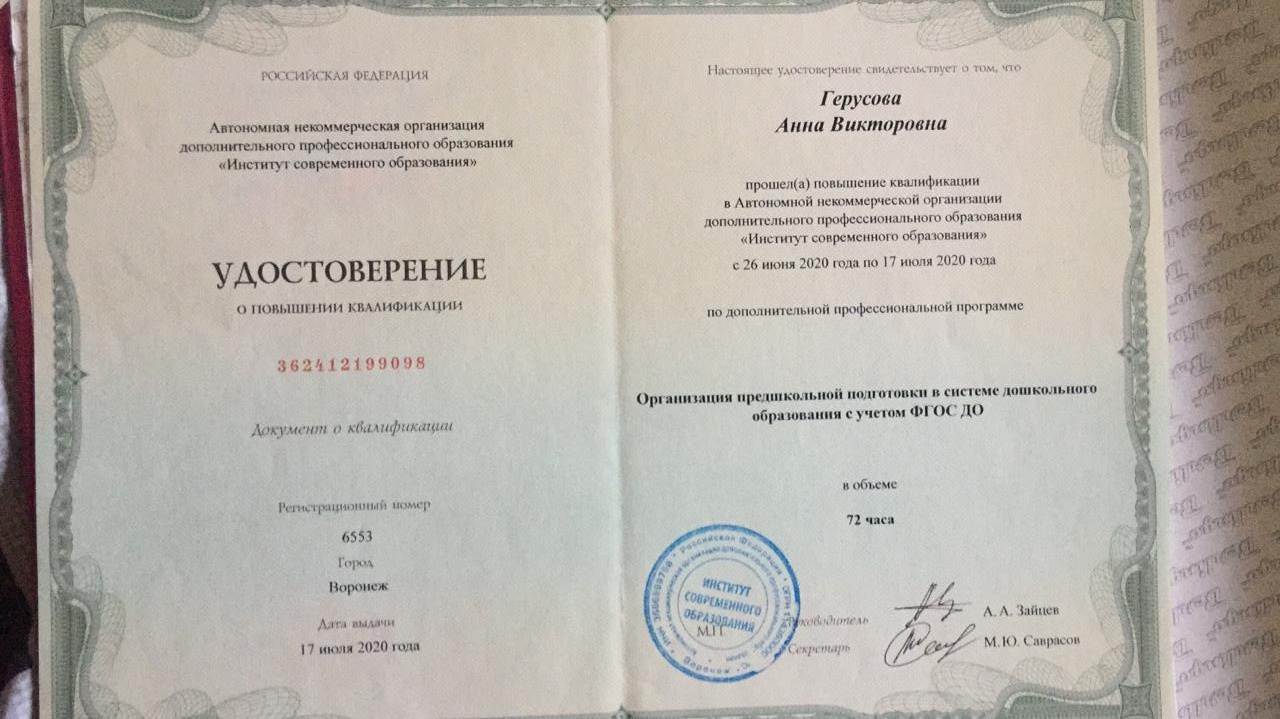 РОССИЙСКАЯ ФЕДЕРАЦИЯ
Автономная некоммерческая организация
дополнительного профессионального образования
«Институт современного образования»
УДОСТОВЕРЕНИЕ
О ПОВЫШЕНИИ КВАЛИФИКАЦИИ
362412199098
Документ о квалификации
Регистрационный номер
6553
Город
Воронеж
Дата выдачи
17 июля 2020 года
Настоящее удостоверение свидетельствует о том, что
Герусова
Анна Викторовна
прошел(а) повышение квалификации
в Автономной некоммерческой организации
дополнительного профессионального образования
«Институт современного образования»
с 26 июня 2020 года по 17 июля 2020 года
по дополнительной профессиональной программе
Организация предшкольной подготовки в системе дошкольного
образования с учетом ФГОС ДО
в объеме
72 часа
ИНСТИТУТ
СОВРЕМЕННОГО
ОБРАЗОВАНИЯ
М.П.
Российская Федерация
Воронеж
Руководитель
А. А. Зайцев
Секретарь
М.Ю. Саврасов